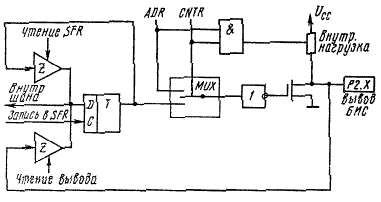 ADR
CNTR
Ucc
Чтение SFR
&
Внутр.
нагрузка
Z
Внутр
шина
MUX
P2.X
D
T
1
вывод
БИС
Запись в SFR
C
Z
Чтение вывода